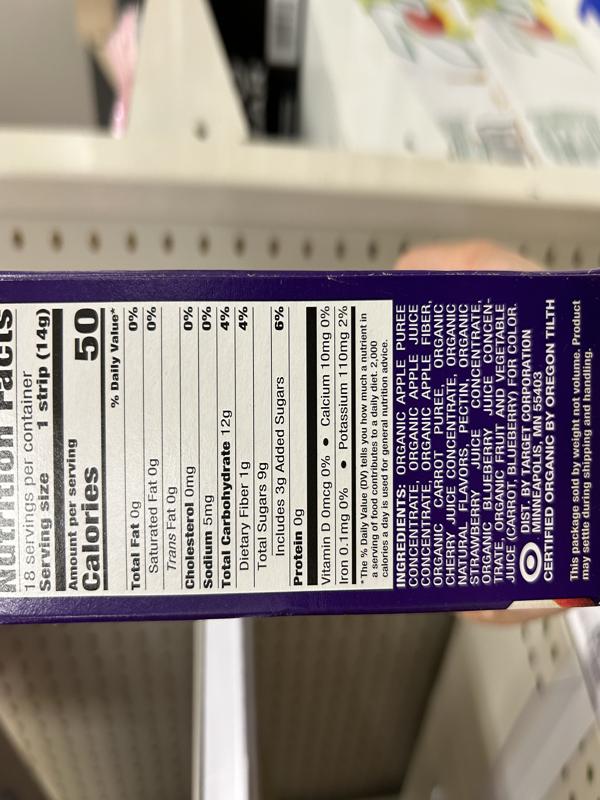 Nutrition Facts
18 servings per container
Serving size 1 strip (14g)
Amount per serving
Calories 50
% Daily Value*
Total Fat 0g 0%
Saturated Fat 0g 0%
Trans Fat 0g
Cholesterol 0mg 0%
Sodium 5mg 0%
Total Carbohydrate 12g 4%
Dietary Fiber 1g 4%
Total Sugars 9g
Includes 3g Added Sugars 6%
Protein 0g
Vitamin D 0mcg 0% • Calcium 10mg 0%
Iron 0.1mg 0% • Potassium 110mg 2%
*The % Daily Value (DV) tells you how much a nutrient in
a serving of food contributes to a daily diet. 2,000
calories a day is used for general nutrition advice.
INGREDIENTS: ORGANIC APPLE PUREE
CONCENTRATE, ORGANIC APPLE JUICE
CONCENTRATE, ORGANIC APPLE FIBER,
ORGANIC CARROT PUREE, ORGANIC
CHERRY JUICE CONCENTRATE, ORGANIC
NATURAL FLAVORS, PECTIN, ORGANIC
STRAWBERRY JUICE CONCENTRATE,
ORGANIC BLUEBERRY JUICE CONCEN-
TRATE, ORGANIC FRUIT AND VEGETABLE
JUICE (CARROT, BLUEBERRY) FOR COLOR.
DIST. BY TARGET CORPORATION
MINNEAPOLIS, MN 55403
CERTIFIED ORGANIC BY OREGON TILTH
This package sold by weight not volume. Product
may settle during shipping and handling.